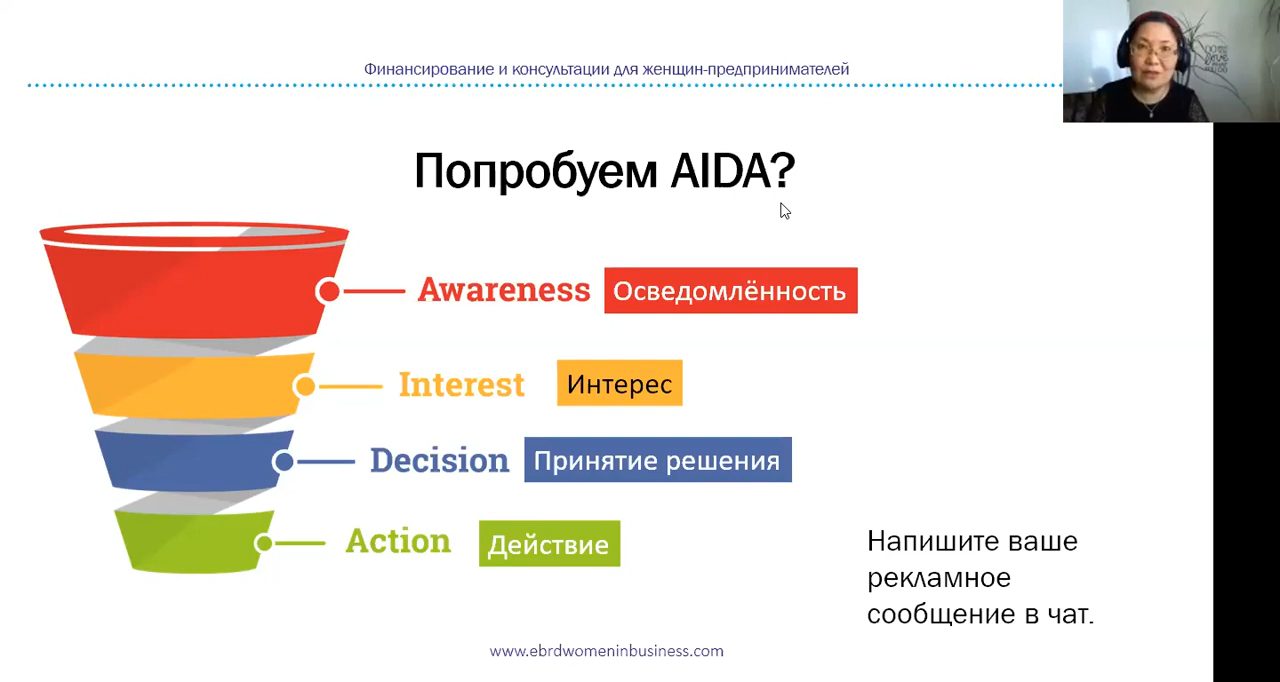 Финансирование и консультации для женщин-предпринимателей
Попробуем AIDA?
Awareness Осведомлённость
Interest Интерес
Decision Принятие решения
Action Действие
Напишите ваше
рекламное
сообщение в чат.
www.ebrdwomeninbusiness.com